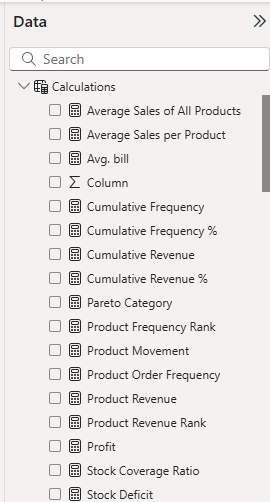 Data
Search
Calculations
Average Sales of All Products
Average Sales per Product
Avg. bill
Column
Cumulative Frequency
Cumulative Frequency %
Cumulative Revenue
Cumulative Revenue %
Pareto Category
Product Frequency Rank
Product Movement
Product Order Frequency
Product Revenue
Product Revenue Rank
Profit
Stock Coverage Ratio
Stock Deficit